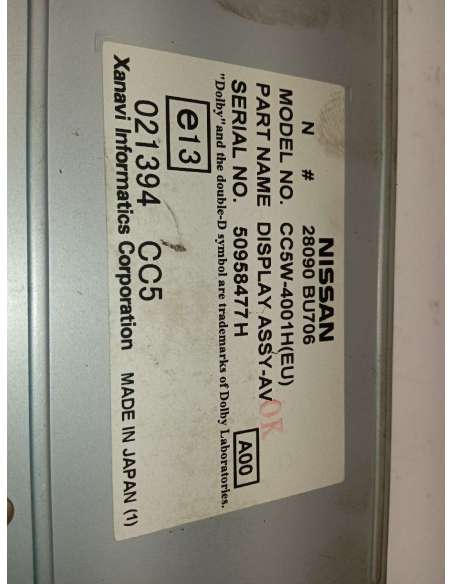 NISSAN
N # 28090 BU706
MODEL NO. CC5W-4001H(EU)
PART NAME DISPLAY ASSY-AV
OK
SERIAL NO. 50958477H
A00
"Dolby"and the double-D symbol are trademarks of Dolby Laboratories.
e13
021394 CC5
Xanavi Informatics Corporation MADE IN JAPAN (1)